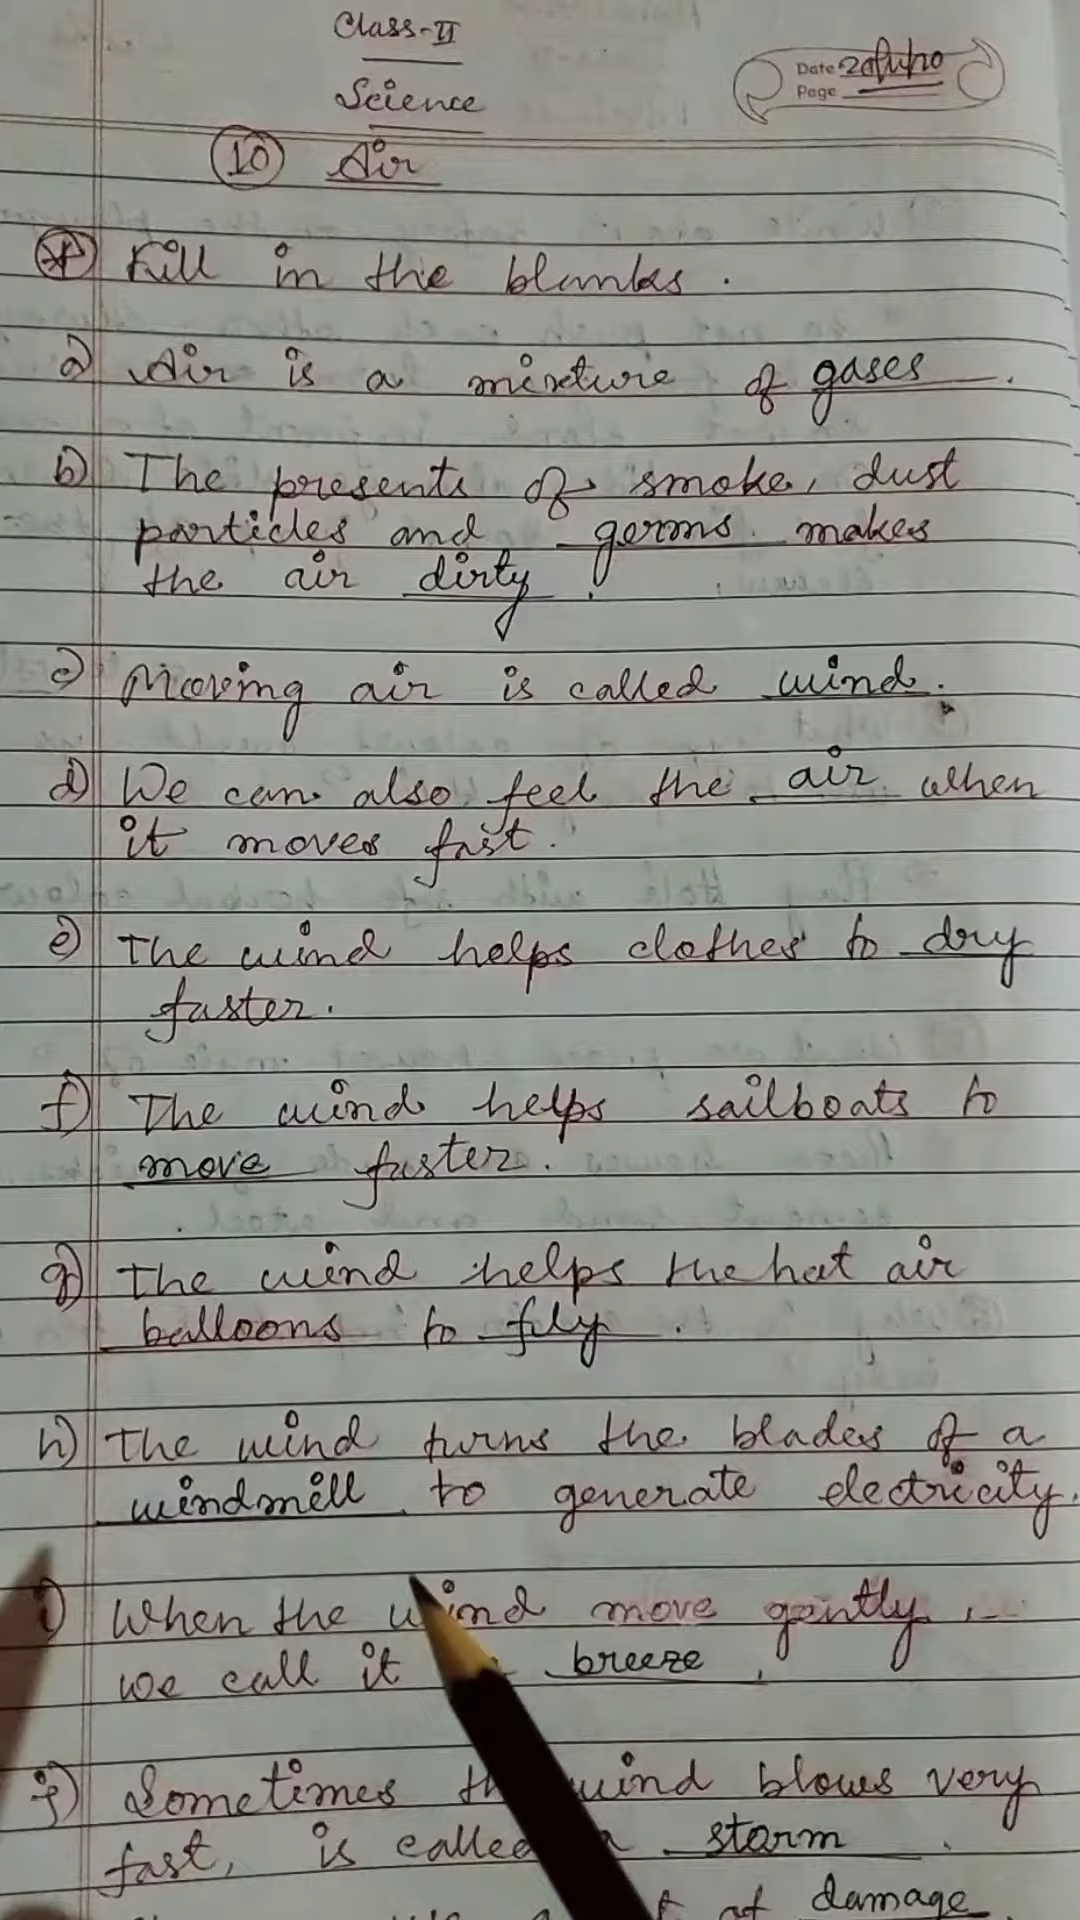 Class-II
Science
Date
Page
10 Air
Fill in the blanks.
a) Air is a mixture of gases.
b) The presents of smoke, dust
particles and germs makes
the air dirty.
c) Moving air is called wind.
d) We can also feel the air when
it moves fast.
e) The wind helps clothes to dry
faster.
f) The wind helps sailboats to
move faster.
g) The wind helps the hot air
balloons to fily.
h) The wind turns the blades of a
windmill to generate electricity.
i) When the wind move gently,
we call it breeze.
j) Sometimes wind blows very
fast, is called a storm.
of damage